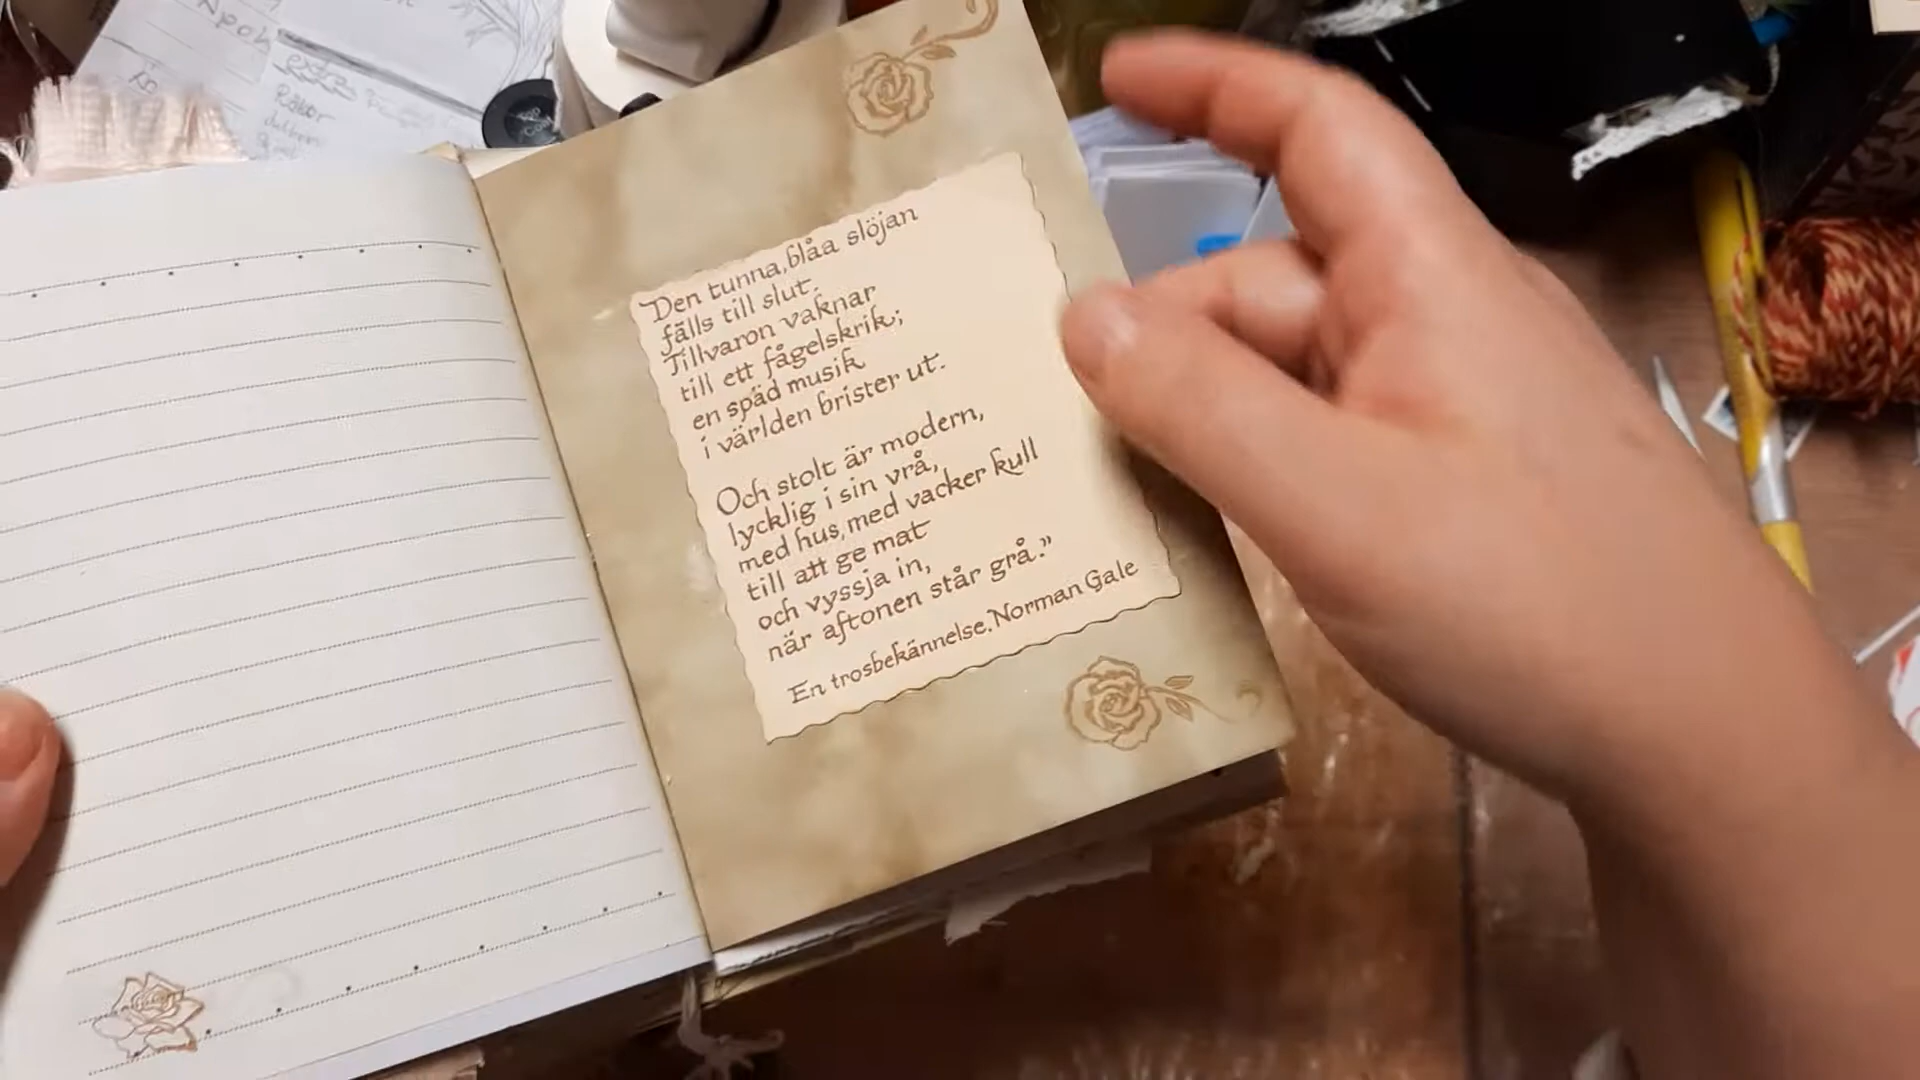 Den tunna, blåa slöjan
fälls till slut.
Tillvaron vaknar
till ett fågelskrik;
en späd musik
i världen brister ut.
Och stolt är modern,
lycklig i sin vrå,
med hus, med vacker kull
till att ge mat
och vyssja in,
när aftonen står grå.”
En trosbekännelse. Norman Gale
extra